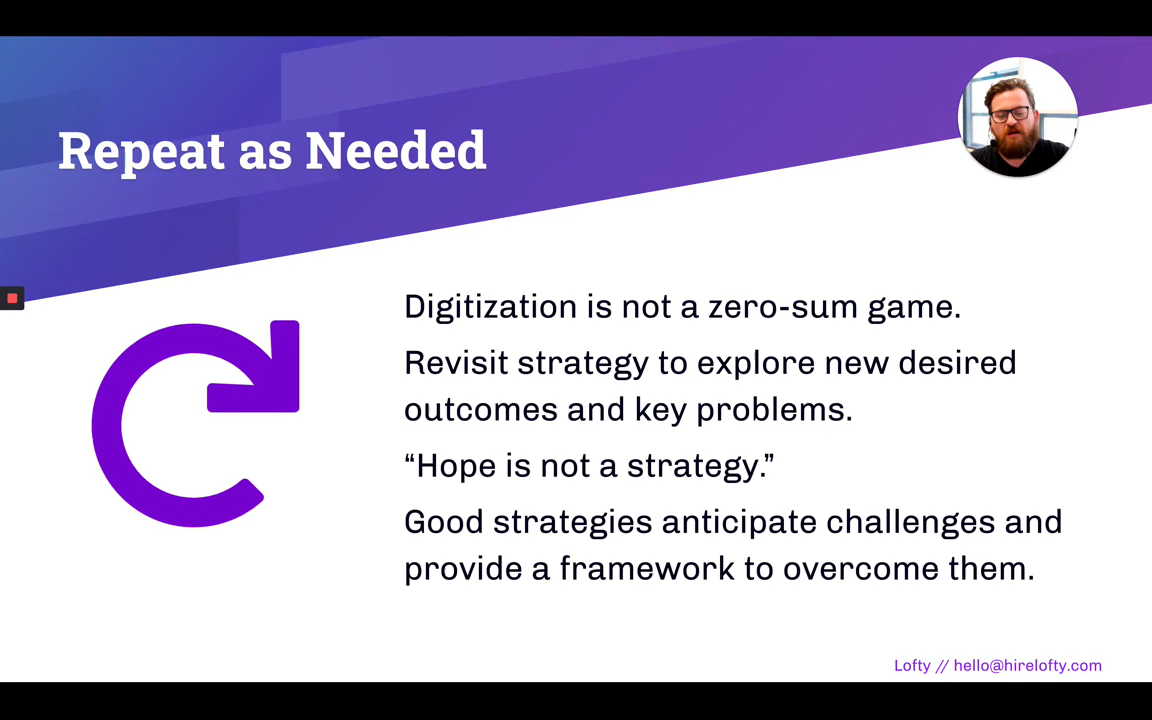 Repeat as Needed
Digitization is not a zero-sum game.
Revisit strategy to explore new desired
outcomes and key problems.
“Hope is not a strategy.”
Good strategies anticipate challenges and
provide a framework to overcome them.
Lofty // hello@hirelofty.com